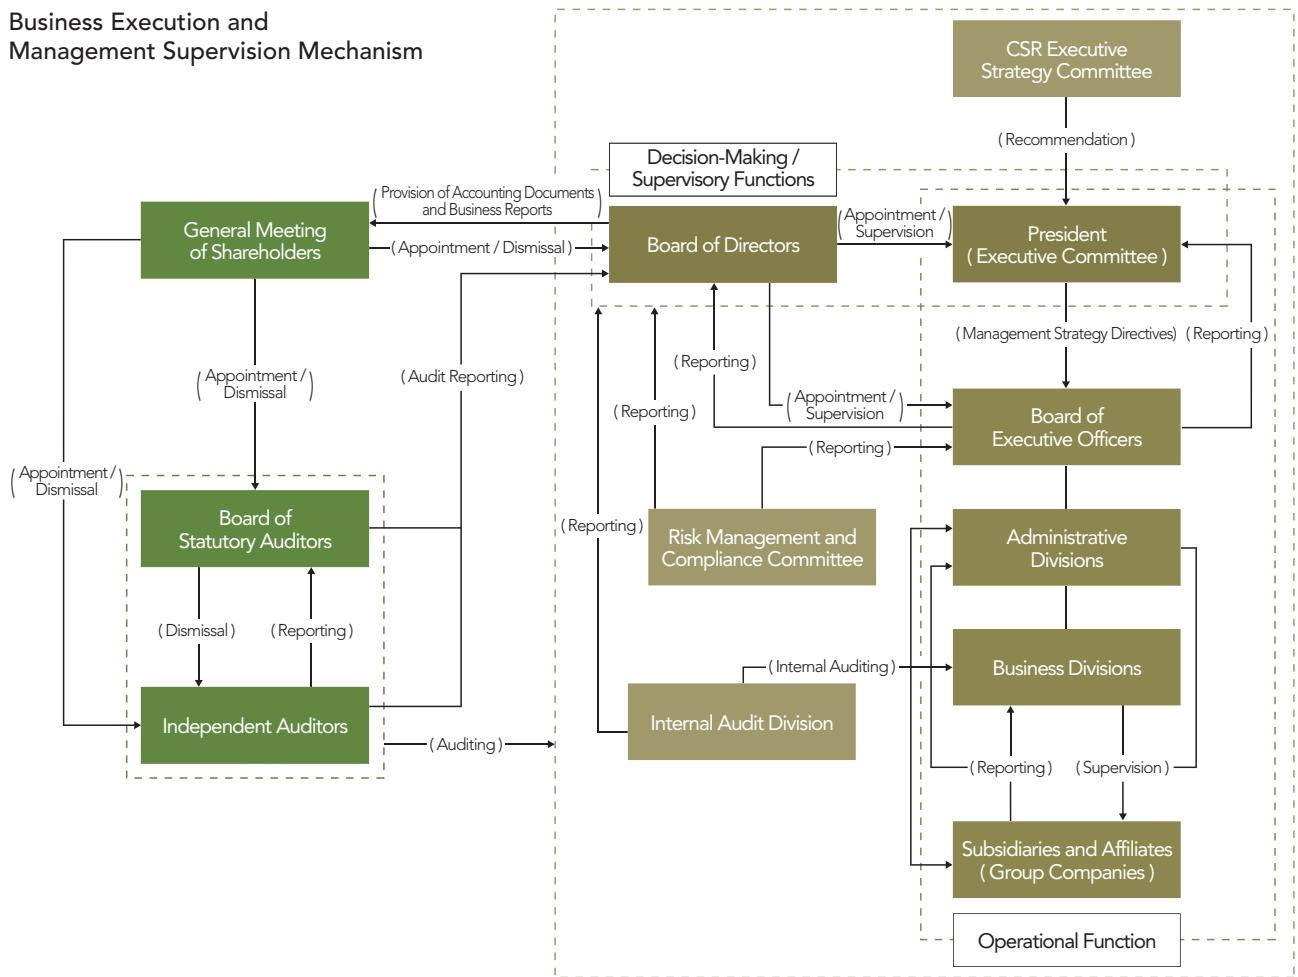 Business Execution and
Management Supervision Mechanism
CSR Executive
Strategy Committee
( Recommendation )
Decision-Making /
Supervisory Functions
( Provision of Accounting Documents
and Business Reports )
General Meeting
of Shareholders
( Appointment / Dismissal )
Board of Directors
( Appointment /
Supervision )
President
( Executive Committee )
( Management Strategy Directives )
( Reporting )
( Reporting )
( Appointment /
Dismissal )
( Audit Reporting )
( Reporting )
( Appointment /
Supervision )
Board of
Executive Officers
( Reporting )
( Appointment /
Dismissal )
Board of
Statutory Auditors
( Reporting )
Risk Management and
Compliance Committee
Administrative
Divisions
( Dismissal )
( Reporting )
( Internal Auditing )
Business Divisions
Independent Auditors
Internal Audit Division
( Auditing )
( Reporting )
( Supervision )
Subsidiaries and Affiliates
( Group Companies )
Operational Function